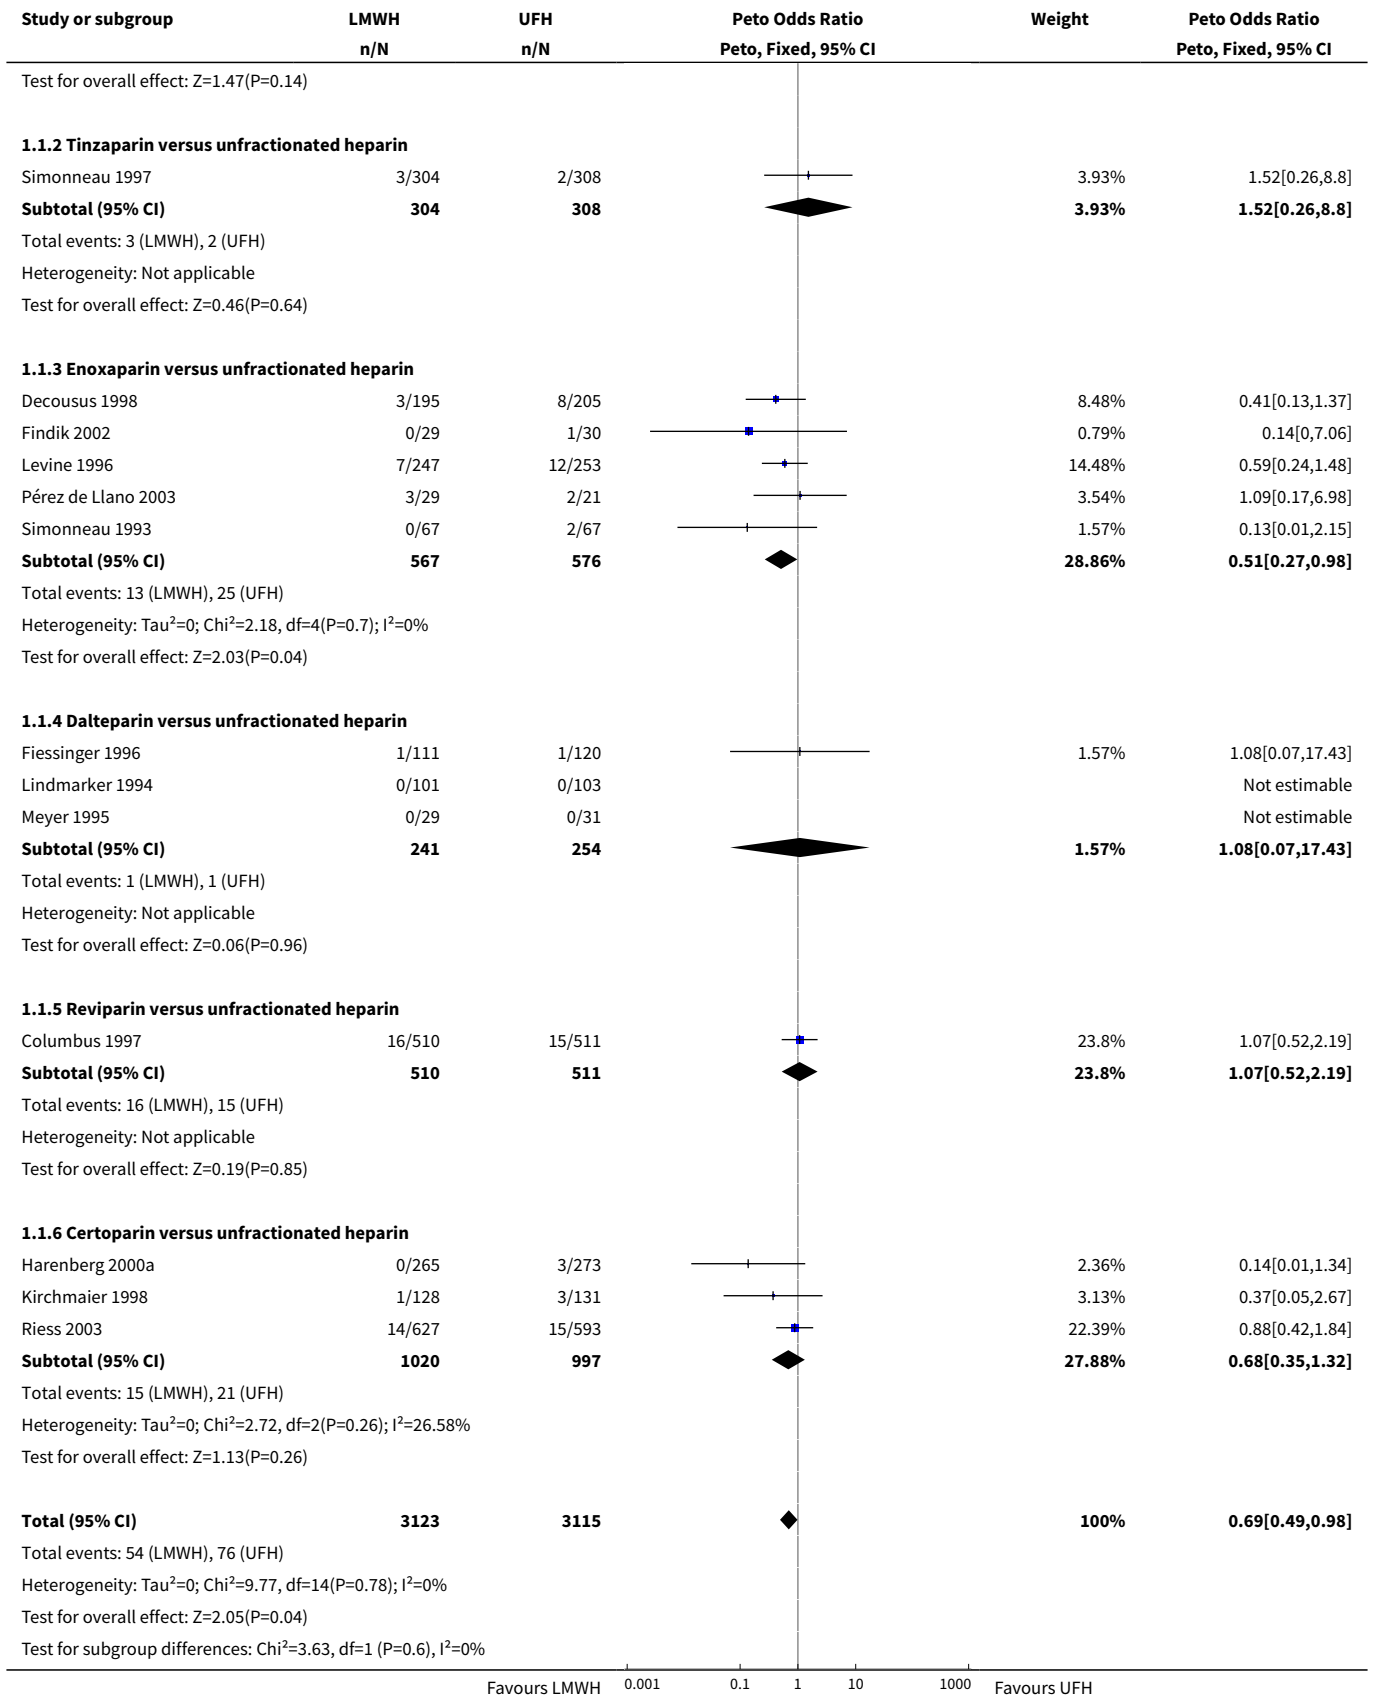 Study or subgroup LMWH UFH Peto Odds Ratio Weight Peto Odds Ratio
n/N n/N Peto, Fixed, 95% CI Peto, Fixed, 95% CI
Test for overall effect: Z=1.47(P=0.14)
1.1.2 Tinzaparin versus unfractionated heparin
Simonneau 1997 3/304 2/308 3.93% 1.52[0.26,8.8]
Subtotal (95% CI) 304 308 3.93% 1.52[0.26,8.8]
Total events: 3 (LMWH), 2 (UFH)
Heterogeneity: Not applicable
Test for overall effect: Z=0.46(P=0.64)
1.1.3 Enoxaparin versus unfractionated heparin
Decousus 1998 3/195 8/205 8.48% 0.41[0.13,1.37]
Findik 2002 0/29 1/30 0.79% 0.14[0,7.06]
Levine 1996 7/247 12/253 14.48% 0.59[0.24,1.48]
Pérez de Llano 2003 3/29 2/21 3.54% 1.09[0.17,6.98]
Simonneau 1993 0/67 2/67 1.57% 0.13[0.01,2.15]
Subtotal (95% CI) 567 576 28.86% 0.51[0.27,0.98]
Total events: 13 (LMWH), 25 (UFH)
Heterogeneity: Tau²=0; Chi²=2.18, df=4(P=0.7); I²=0%
Test for overall effect: Z=2.03(P=0.04)
1.1.4 Dalteparin versus unfractionated heparin
Fiessinger 1996 1/111 1/120 1.57% 1.08[0.07,17.43]
Lindmarker 1994 0/101 0/103 Not estimable
Meyer 1995 0/29 0/31 Not estimable
Subtotal (95% CI) 241 254 1.57% 1.08[0.07,17.43]
Total events: 1 (LMWH), 1 (UFH)
Heterogeneity: Not applicable
Test for overall effect: Z=0.06(P=0.96)
1.1.5 Reviparin versus unfractionated heparin
Columbus 1997 16/510 15/511 23.8% 1.07[0.52,2.19]
Subtotal (95% CI) 510 511 23.8% 1.07[0.52,2.19]
Total events: 16 (LMWH), 15 (UFH)
Heterogeneity: Not applicable
Test for overall effect: Z=0.19(P=0.85)
1.1.6 Certoparin versus unfractionated heparin
Harenberg 2000a 0/265 3/273 2.36% 0.14[0.01,1.34]
Kirchmaier 1998 1/128 3/131 3.13% 0.37[0.05,2.67]
Riess 2003 14/627 15/593 22.39% 0.88[0.42,1.84]
Subtotal (95% CI) 1020 997 27.88% 0.68[0.35,1.32]
Total events: 15 (LMWH), 21 (UFH)
Heterogeneity: Tau²=0; Chi²=2.72, df=2(P=0.26); I²=26.58%
Test for overall effect: Z=1.13(P=0.26)
Total (95% CI) 3123 3115 100% 0.69[0.49,0.98]
Total events: 54 (LMWH), 76 (UFH)
Heterogeneity: Tau²=0; Chi²=9.77, df=14(P=0.78); I²=0%
Test for overall effect: Z=2.05(P=0.04)
Test for subgroup differences: Chi²=3.63, df=1 (P=0.6), I²=0%
Favours LMWH 0.001 0.1 1 10 1000 Favours UFH